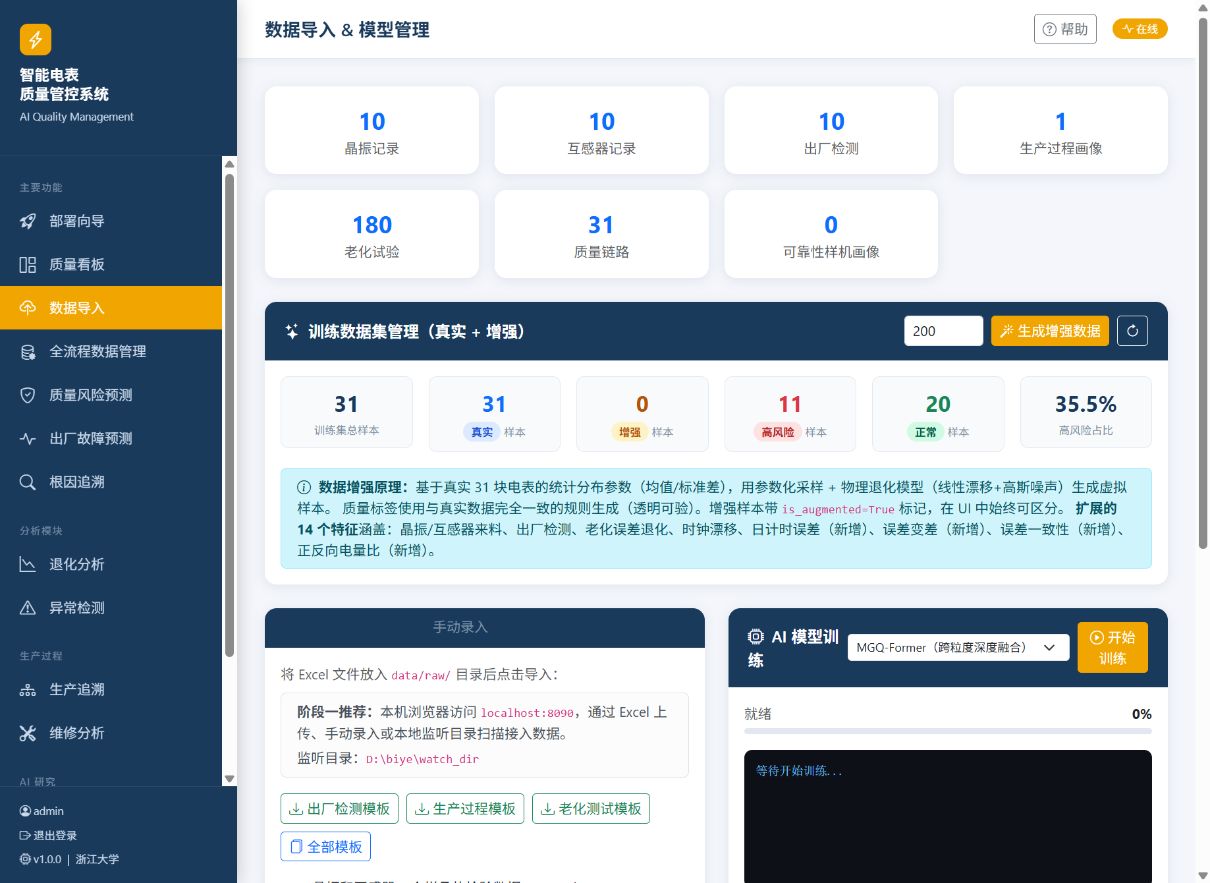 智能电表
质量管控系统
AI Quality Management
主要功能
部署向导
质量看板
数据导入
全流程数据管理
质量风险预测
出厂故障预测
根因追溯
分析模块
退化分析
异常检测
生产过程
生产追溯
维修分析
AI 研究
admin
退出登录
v1.0.0 | 浙江大学
数据导入 & 模型管理
帮助
在线
10
晶振记录
10
互感器记录
10
出厂检测
1
生产过程画像
180
老化试验
31
质量链路
0
可靠性样机画像
训练数据集管理（真实 + 增强）
200
生成增强数据
31
训练集总样本
31
真实 样本
0
增强 样本
11
高风险 样本
20
正常 样本
35.5%
高风险占比
数据增强原理：基于真实 31 块电表的统计分布参数（均值/标准差），用参数化采样 + 物理退化模型（线性漂移+高斯噪声）生成虚拟
样本。 质量标签使用与真实数据完全一致的规则生成（透明可验）。增强样本带 is_augmented=True 标记，在 UI 中始终可区分。 扩展的
14 个特征涵盖：晶振/互感器来料、出厂检测、老化误差退化、时钟漂移、日计时误差（新增）、误差变差（新增）、误差一致性（新增）、
正反向电量比（新增）。
手动录入
将 Excel 文件放入 data/raw/ 目录后点击导入：
阶段一推荐：本机浏览器访问 localhost:8090，通过 Excel 上
传、手动录入或本地监听目录扫描接入数据。
监听目录：D:\biye\watch_dir
出厂检测模板
生产过程模板
老化测试模板
全部模板
AI 模型训
练
MGQ-Former（跨粒度深度融合）
开始
训练
就绪
0%
等待开始训练...